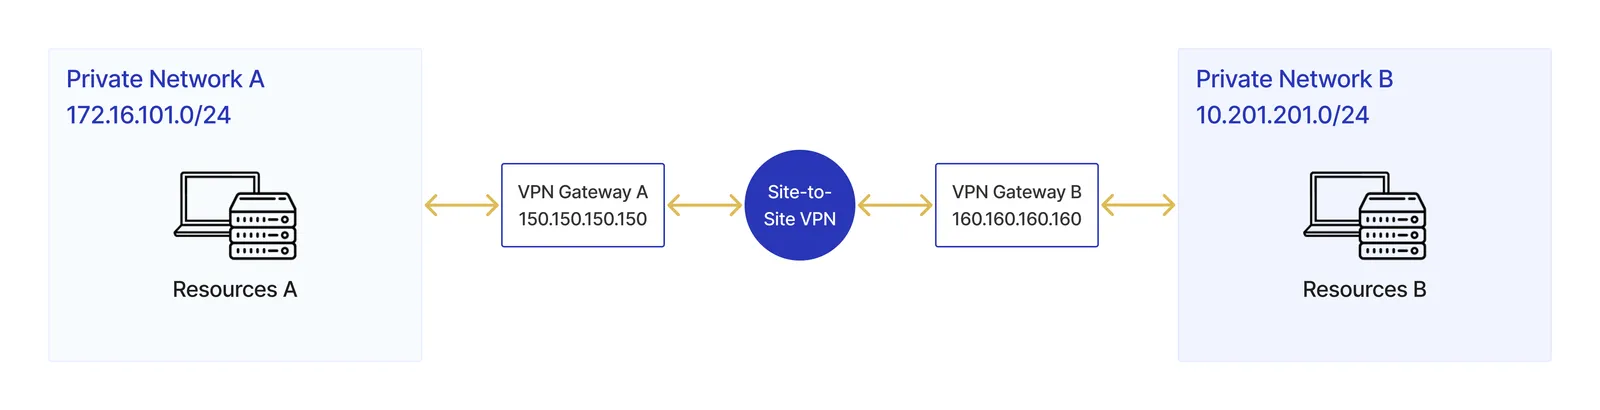 Private Network A
172.16.101.0/24
Resources A
VPN Gateway A
150.150.150.150
Site-to-
Site VPN
VPN Gateway B
160.160.160.160
Private Network B
10.201.201.0/24
Resources B